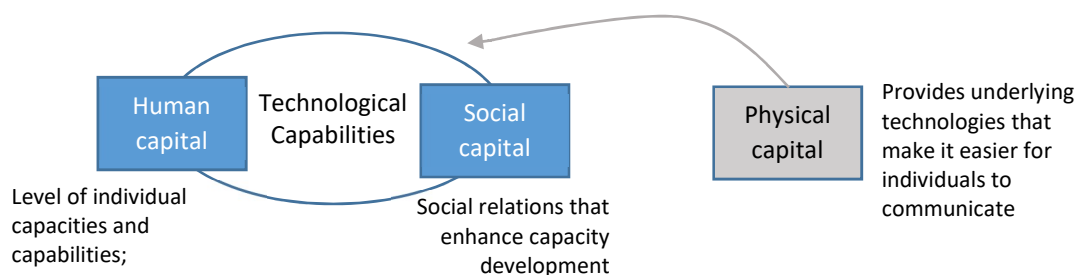 Human
capital
Technological
Capabilities
Social
capital
Physical
capital
Provides underlying
technologies that
make it easier for
individuals to
communicate
Level of individual
capacities and
capabilities;
Social relations that
enhance capacity
development